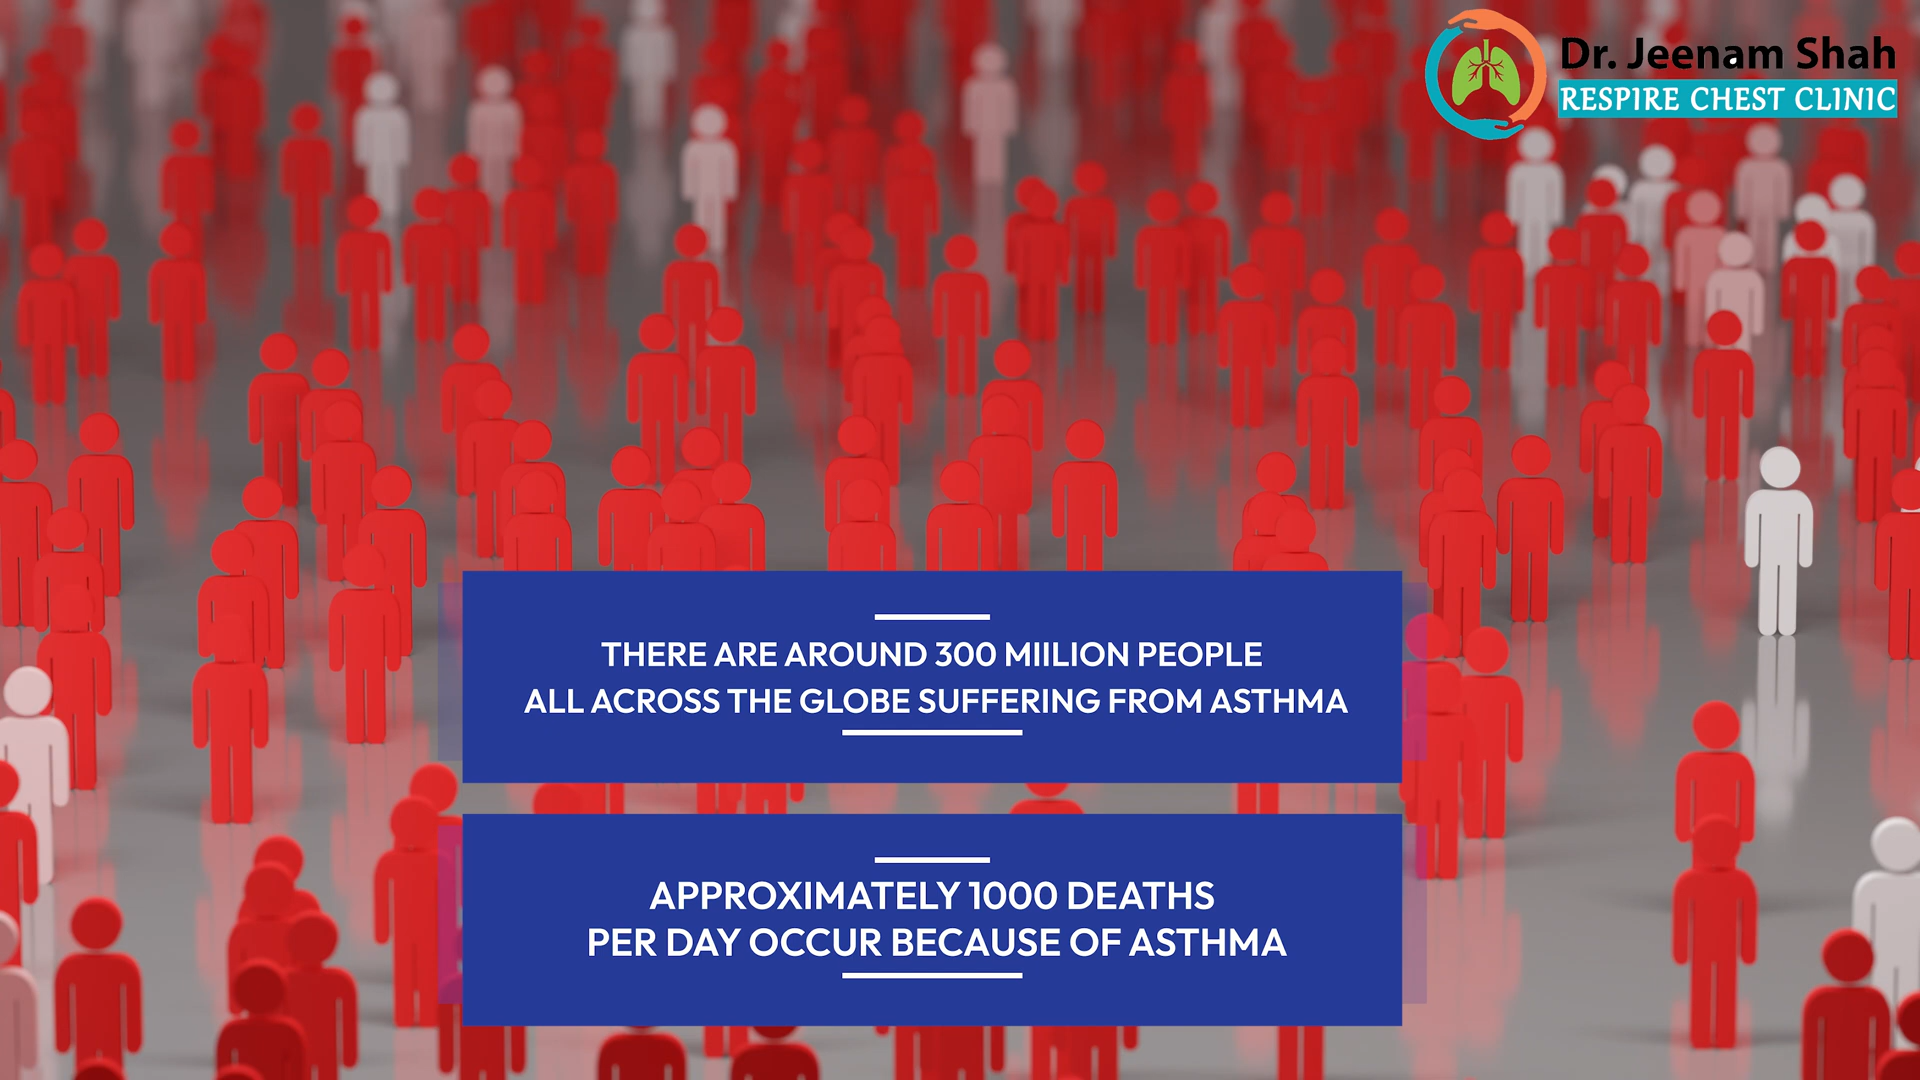 Dr. Jeenam Shah
RESPIRE CHEST CLINIC
THERE ARE AROUND 300 MIILION PEOPLE
ALL ACROSS THE GLOBE SUFFERING FROM ASTHMA
APPROXIMATELY 1000 DEATHS
PER DAY OCCUR BECAUSE OF ASTHMA